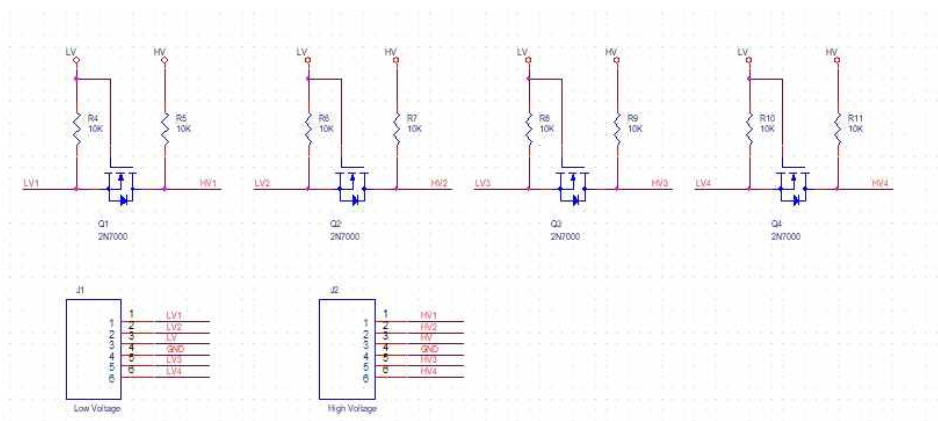 LV HV LV HV LV HV LV HV
R4 R5 R6 R7 R8 R9 R10 R11
10K 10K 10K 10K 10K 10K 10K 10K
LV1 HV1 LV2 HV2 LV3 HV3 LV4 HV4
Q1 Q2 Q3 Q4
2N7000 2N7000 2N7000 2N7000
J1 J2
1 1 LV1 1 1 HV1
2 2 LV2 2 2 HV2
3 3 LV 3 3 HV
4 4 GND 4 4 GND
5 5 LV3 5 5 HV3
6 6 LV4 6 6 HV4
Low Voltage High Voltage